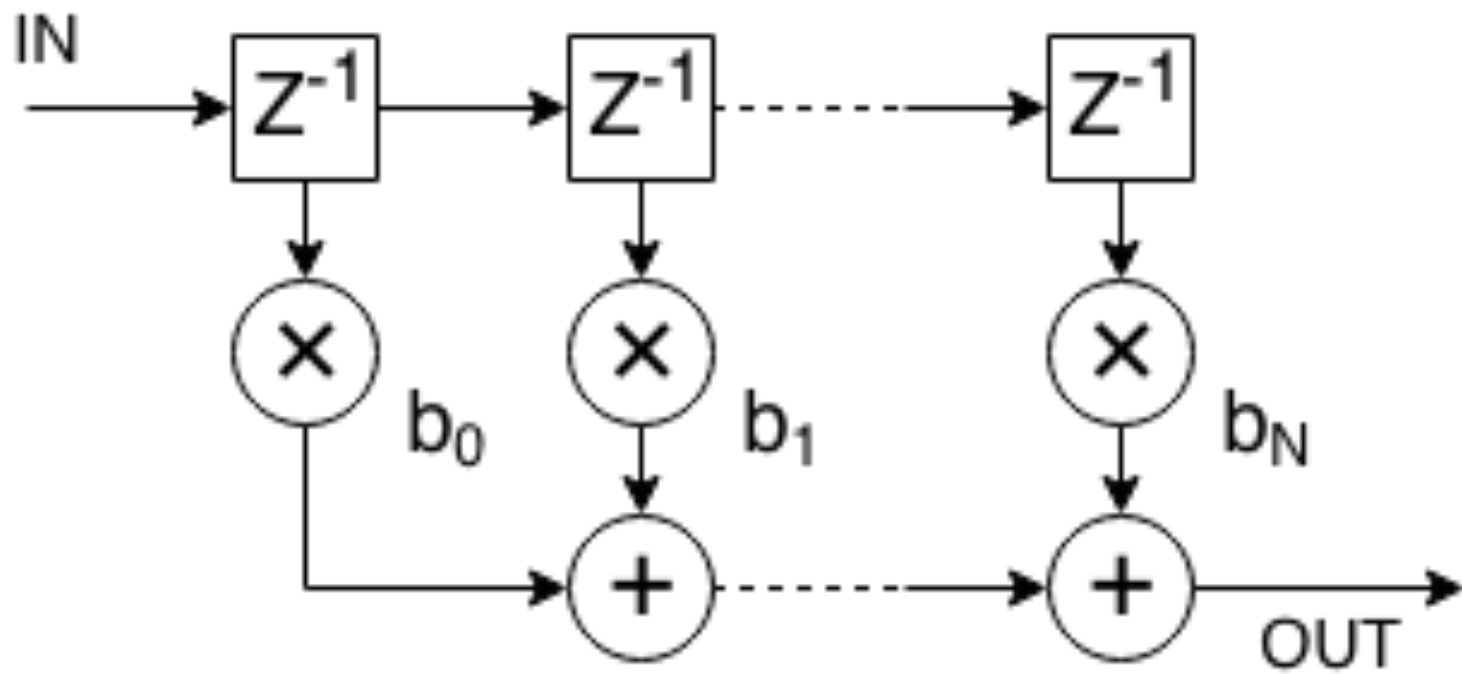 IN
Z⁻¹ Z⁻¹ Z⁻¹
× × ×
b₀ b₁ bN
+ +
OUT